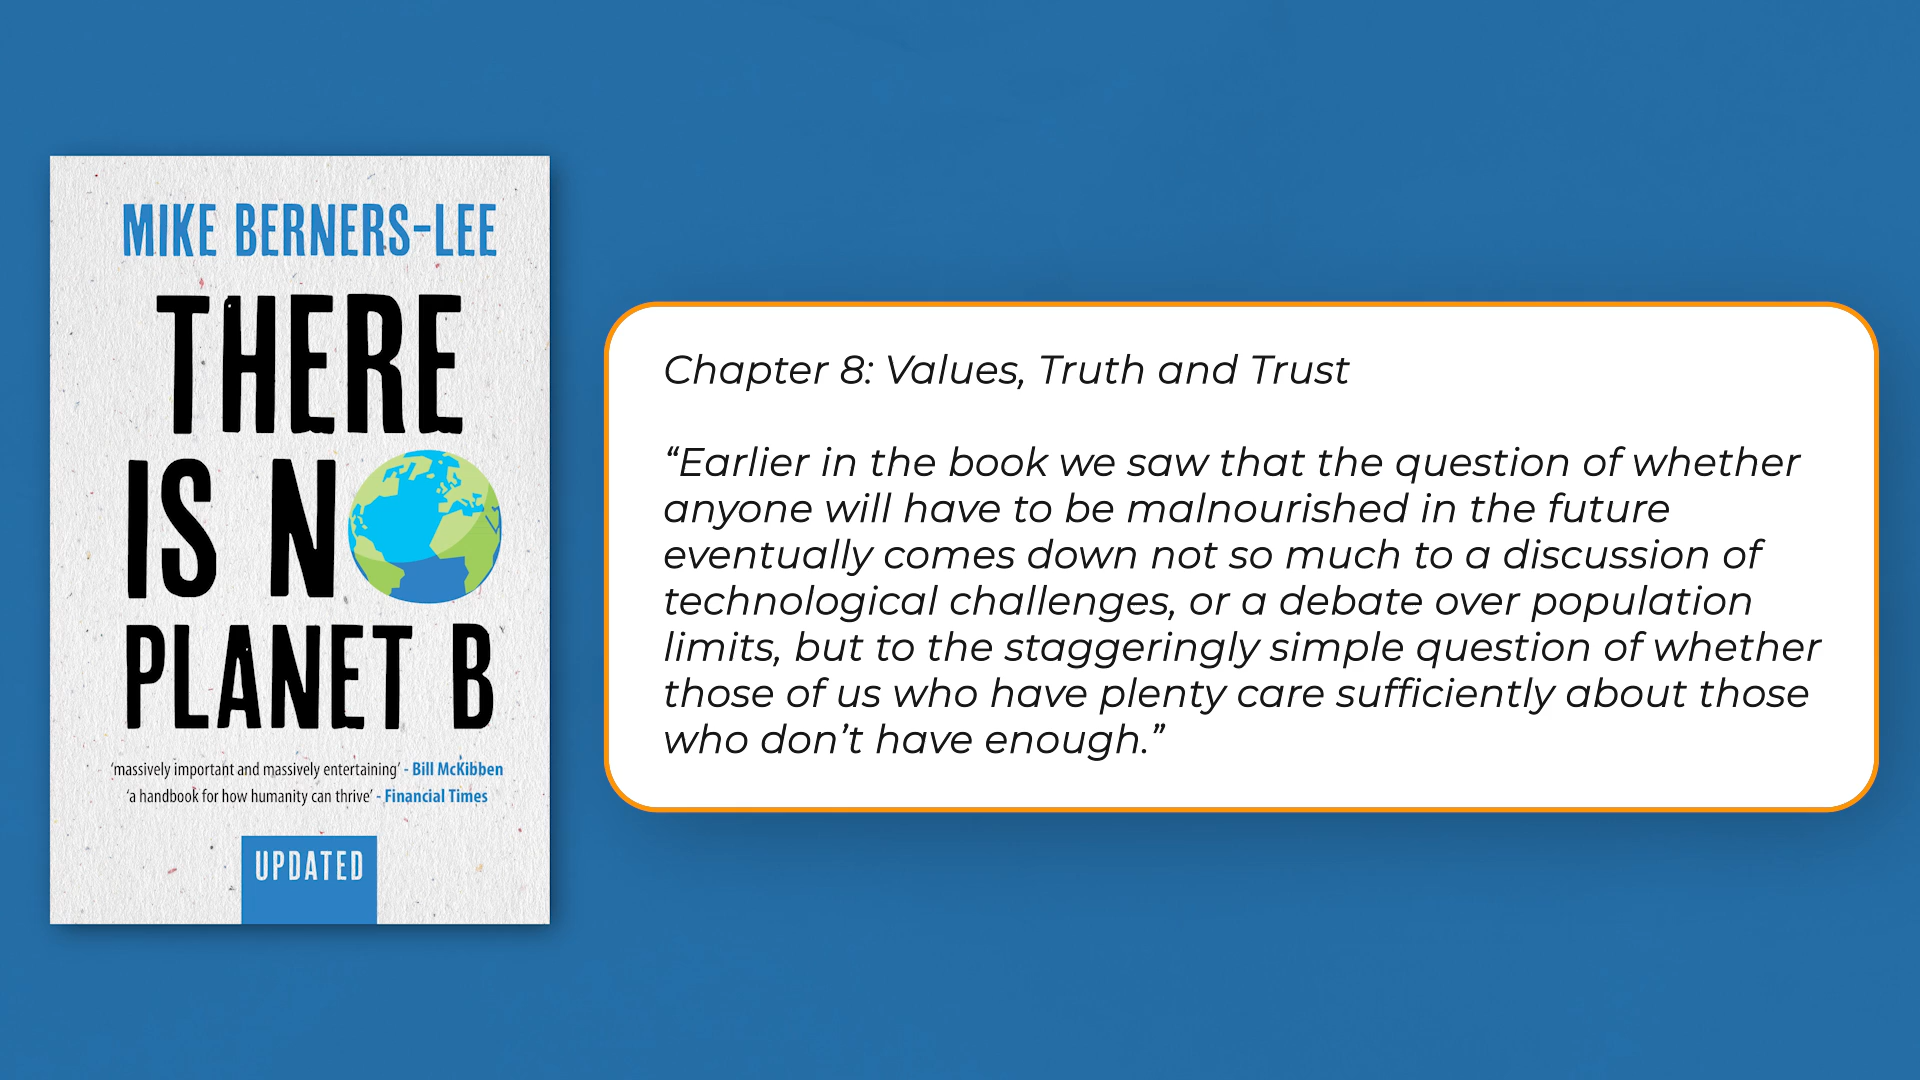 MIKE BERNERS-LEE
THERE
IS NO
PLANET B
‘massively important and massively entertaining’ - Bill McKibben
‘a handbook for how humanity can thrive’ - Financial Times
UPDATED
Chapter 8: Values, Truth and Trust
“Earlier in the book we saw that the question of whether
anyone will have to be malnourished in the future
eventually comes down not so much to a discussion of
technological challenges, or a debate over population
limits, but to the staggeringly simple question of whether
those of us who have plenty care sufficiently about those
who don’t have enough.”